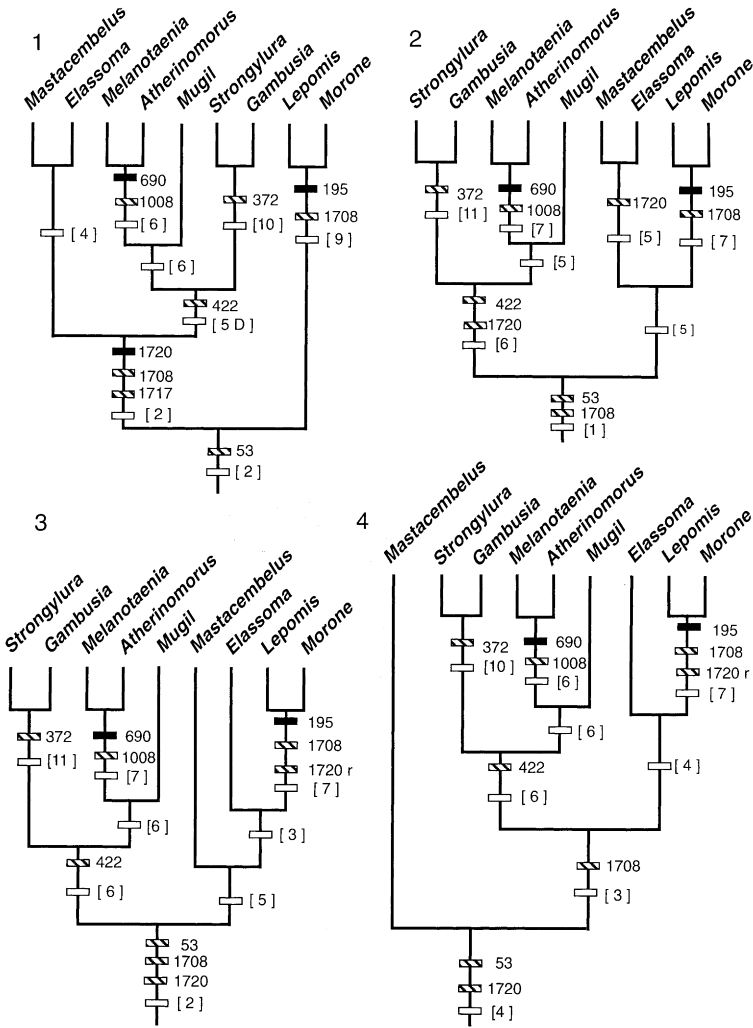 1
Mastacembelus
Elassoma
Melanotaenia
Atherinomorus
Mugil
Strongylura
Gambusia
Lepomis
Morone
690
1008
[ 6 ]
372
[10]
195
1708
[ 9 ]
[ 4 ]
[ 6 ]
422
[ 5 D ]
1720
1708
1717
[ 2 ]
53
[ 2 ]
2
Strongylura
Gambusia
Melanotaenia
Atherinomorus
Mugil
Mastacembelus
Elassoma
Lepomis
Morone
372
[11]
690
1008
[ 7 ]
1720
[ 5 ]
195
1708
[ 7 ]
[5 ]
422
1720
[6 ]
[ 5 ]
53
1708
[ 1 ]
3
Strongylura
Gambusia
Melanotaenia
Atherinomorus
Mugil
Mastacembelus
Elassoma
Lepomis
Morone
372
[11]
690
1008
[ 7 ]
195
1708
1720 r
[ 7 ]
[6 ]
[ 3 ]
422
[ 6 ]
[ 5 ]
53
1708
1720
[ 2 ]
4
Mastacembelus
Strongylura
Gambusia
Melanotaenia
Atherinomorus
Mugil
Elassoma
Lepomis
Morone
372
[10]
690
1008
[ 6 ]
195
1708
1720 r
[ 7 ]
[ 6 ]
422
[ 6 ]
[ 4 ]
1708
[ 3 ]
53
1720
[4 ]